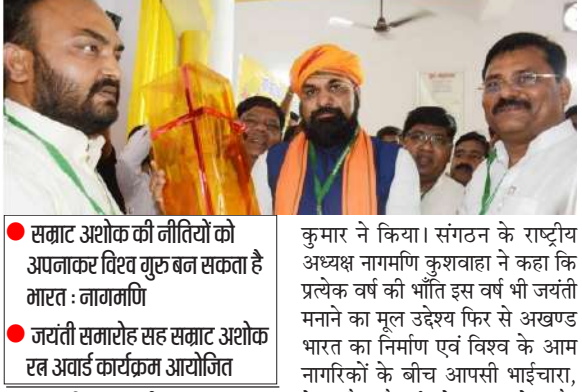 सम्राट अशोक की नीतियों को
अपनाकर विश्व गुरु बन सकता है
भारत : नागमणि
जयंती समारोह सह सम्राट अशोक
रत्न अवार्ड कार्यक्रम आयोजित
कुमार ने किया। संगठन के राष्ट्रीय
अध्यक्ष नागमणि कुशवाहा ने कहा कि
प्रत्येक वर्ष की भाँति इस वर्ष भी जयंती
मनाने का मूल उद्देश्य फिर से अखण्ड
भारत का निर्माण एवं विश्व के आम
नागरिकों के बीच आपसी भाईचारा,